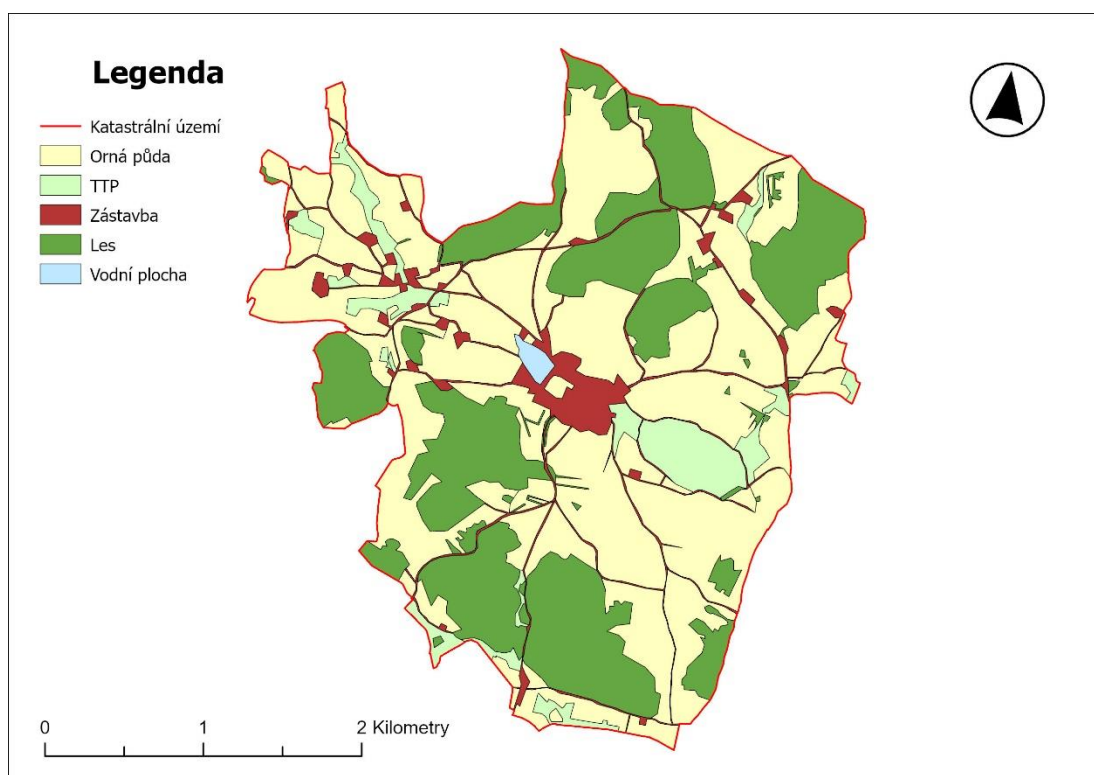 Legenda
Katastrální území
Orná půda
TTP
Zástavba
Les
Vodní plocha
0 1 2 Kilometry